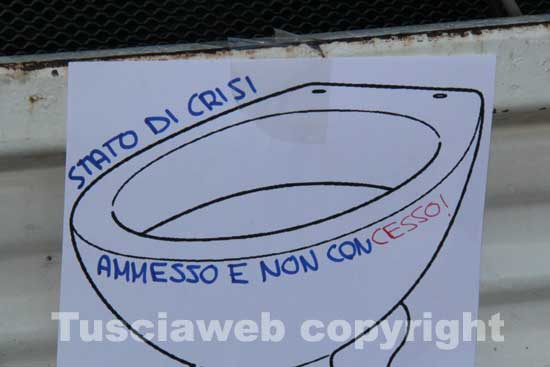 STATO DI CRISI
AMMESSO E NON CONCESSO!
Tusciaweb copyright